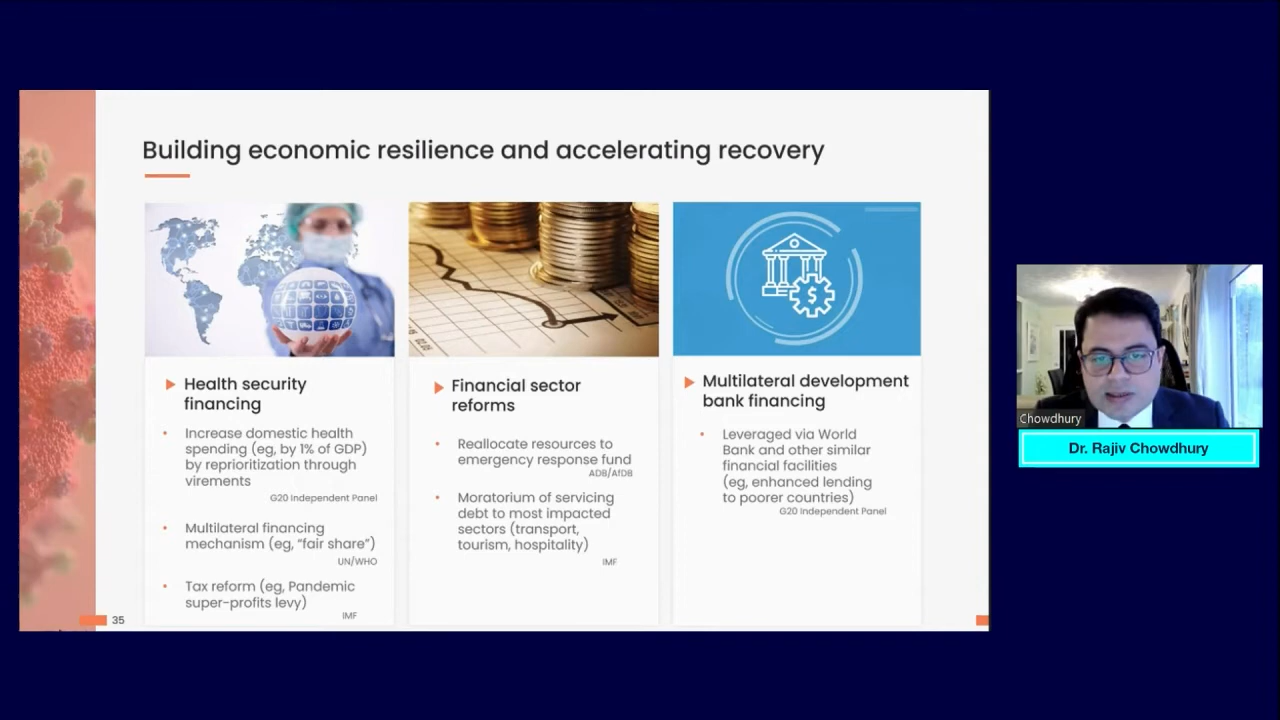 Building economic resilience and accelerating recovery
Health security
financing
Increase domestic health
spending (eg, by 1% of GDP)
by reprioritization through
virements
G20 Independent Panel
Multilateral financing
mechanism (eg, “fair share”)
UN/WHO
Tax reform (eg, Pandemic
super-profits levy)
IMF
Financial sector
reforms
Reallocate resources to
emergency response fund
ADB/AfDB
Moratorium of servicing
debt to most impacted
sectors (transport,
tourism, hospitality)
IMF
Multilateral development
bank financing
Leveraged via World
Bank and other similar
financial facilities
(eg, enhanced lending
to poorer countries)
G20 Independent Panel
35
Chowdhury
Dr. Rajiv Chowdhury